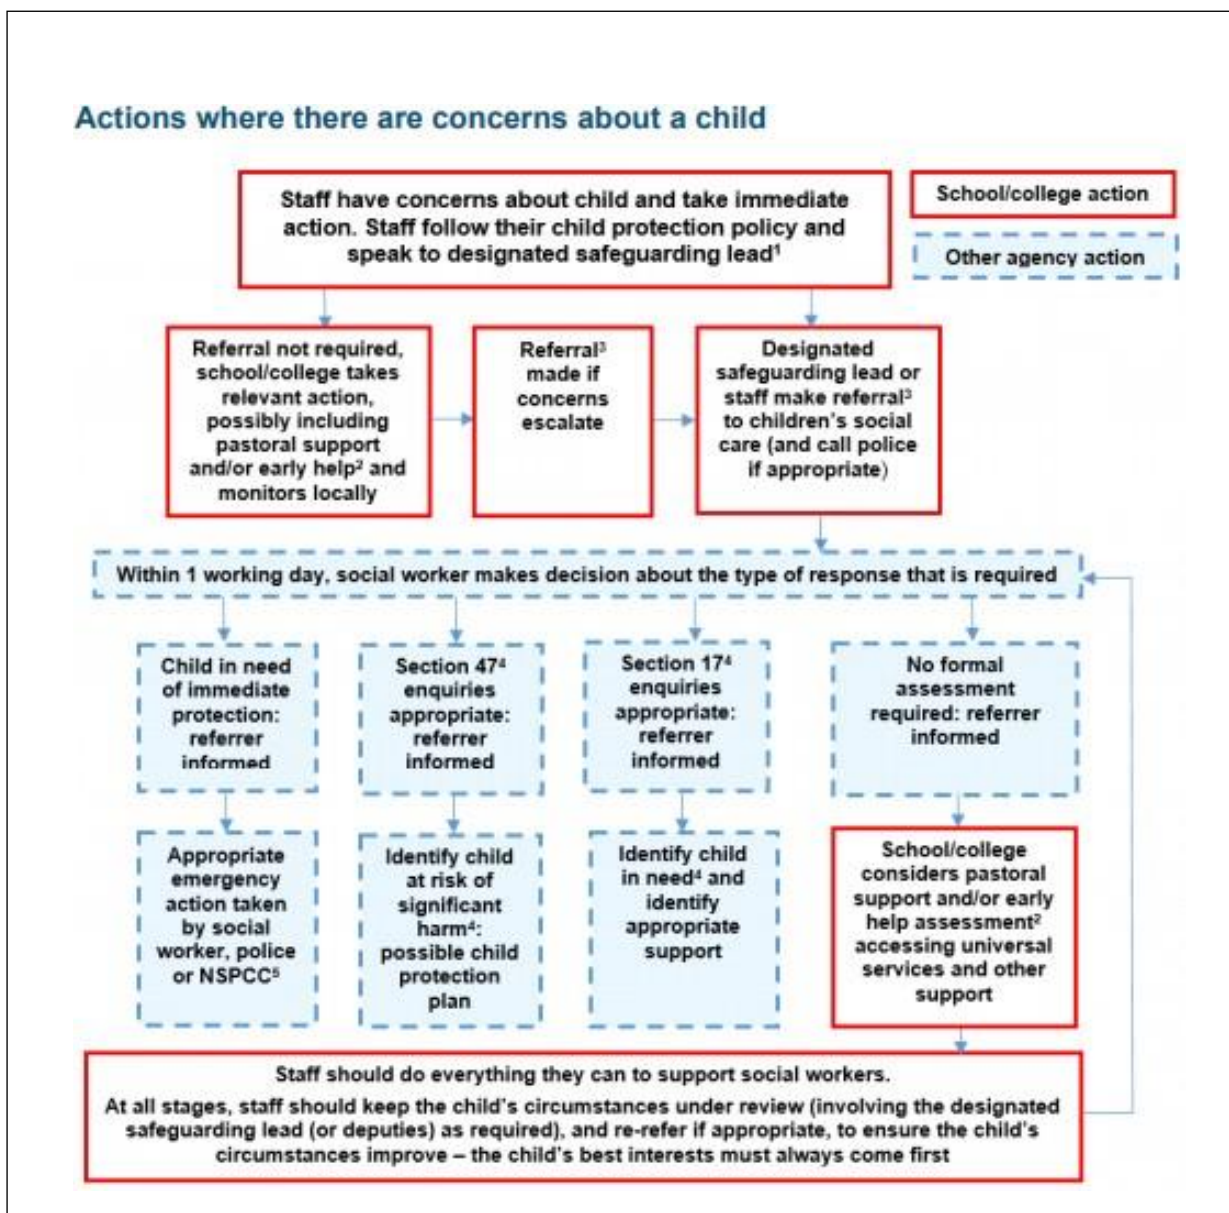 Actions where there are concerns about a child
Staff have concerns about child and take immediate
action. Staff follow their child protection policy and
speak to designated safeguarding lead¹
School/college action
Other agency action
Referral not required,
school/college takes
relevant action,
possibly including
pastoral support
and/or early help² and
monitors locally
Referral³
made if
concerns
escalate
Designated
safeguarding lead or
staff make referral³
to children's social
care (and call police
if appropriate)
Within 1 working day, social worker makes decision about the type of response that is required
Child in need
of immediate
protection:
referrer
informed
Section 47⁴
enquiries
appropriate:
referrer
informed
Section 17⁴
enquiries
appropriate:
referrer
informed
No formal
assessment
required: referrer
informed
Appropriate
emergency
action taken
by social
worker, police
or NSPCC⁵
Identify child
at risk of
significant
harm⁴:
possible child
protection
plan
Identify child
in need⁴ and
identify
appropriate
support
School/college
considers pastoral
support and/or early
help assessment²
accessing universal
services and other
support
Staff should do everything they can to support social workers.
At all stages, staff should keep the child's circumstances under review (involving the designated
safeguarding lead (or deputies) as required), and re-refer if appropriate, to ensure the child's
circumstances improve – the child's best interests must always come first